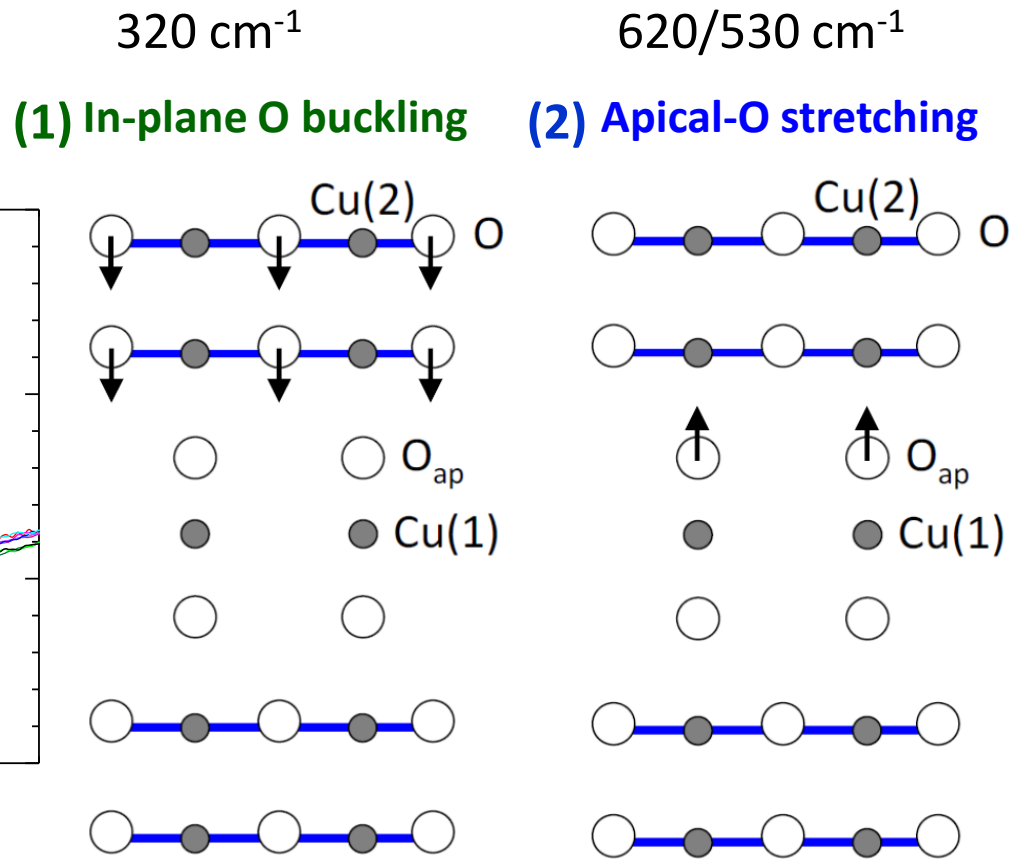 320 cm⁻¹
620/530 cm⁻¹
(1) In-plane O buckling
(2) Apical-O stretching
Cu(2)
O
Cu(2)
O
Oap
Cu(1)
Oap
Cu(1)